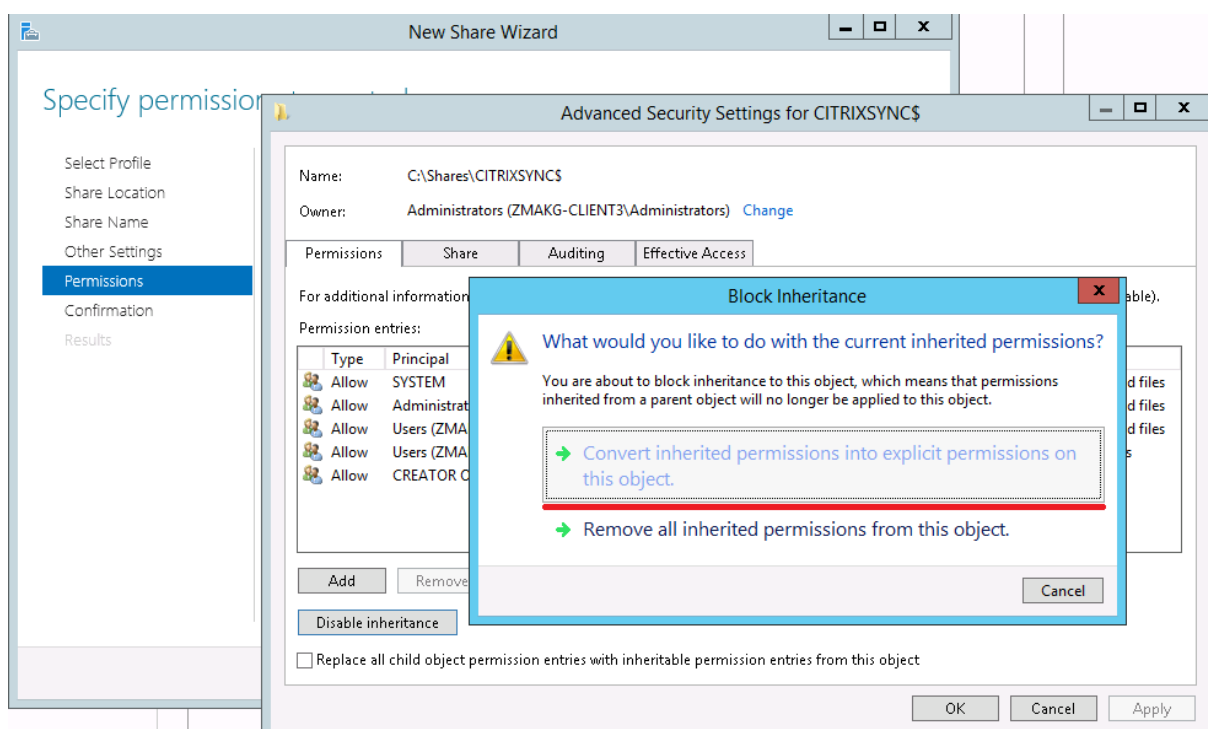 New Share Wizard
Specify permission
Select Profile
Share Location
Share Name
Other Settings
Permissions
Confirmation
Results
Advanced Security Settings for CITRIXSYNC$
Name: C:\Shares\CITRIXSYNC$
Owner: Administrators (ZMAKG-CLIENT3\Administrators) Change
Permissions Share Auditing Effective Access
For additional information able).
Permission entries:
Type Principal
Allow SYSTEM d files
Allow Administrat d files
Allow Users (ZMA d files
Allow Users (ZMA s
Allow CREATOR O
Block Inheritance
What would you like to do with the current inherited permissions?
You are about to block inheritance to this object, which means that permissions
inherited from a parent object will no longer be applied to this object.
Convert inherited permissions into explicit permissions on
this object.
Remove all inherited permissions from this object.
Cancel
Add Remove
Disable inheritance
Replace all child object permission entries with inheritable permission entries from this object
OK Cancel Apply